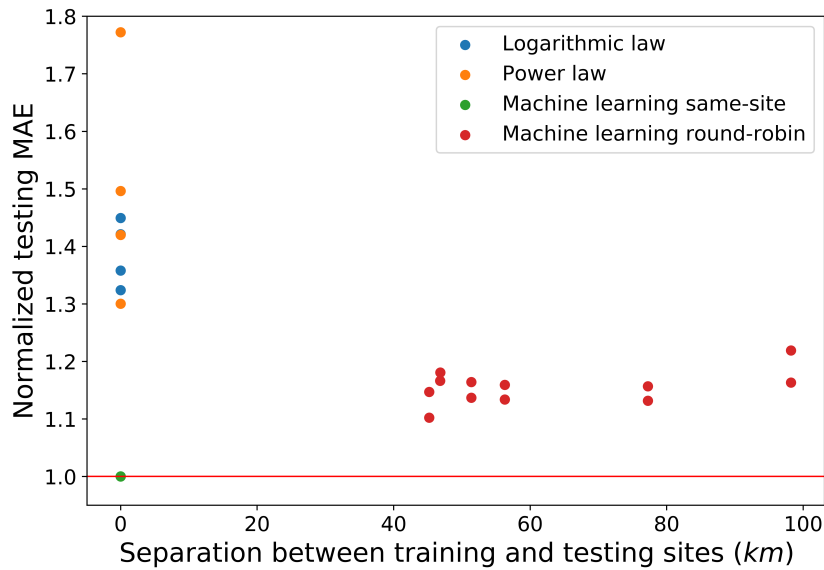 Normalized testing MAE
1.8
1.7
1.6
1.5
1.4
1.3
1.2
1.1
1.0
Logarithmic law
Power law
Machine learning same-site
Machine learning round-robin
0 20 40 60 80 100
Separation between training and testing sites (km)